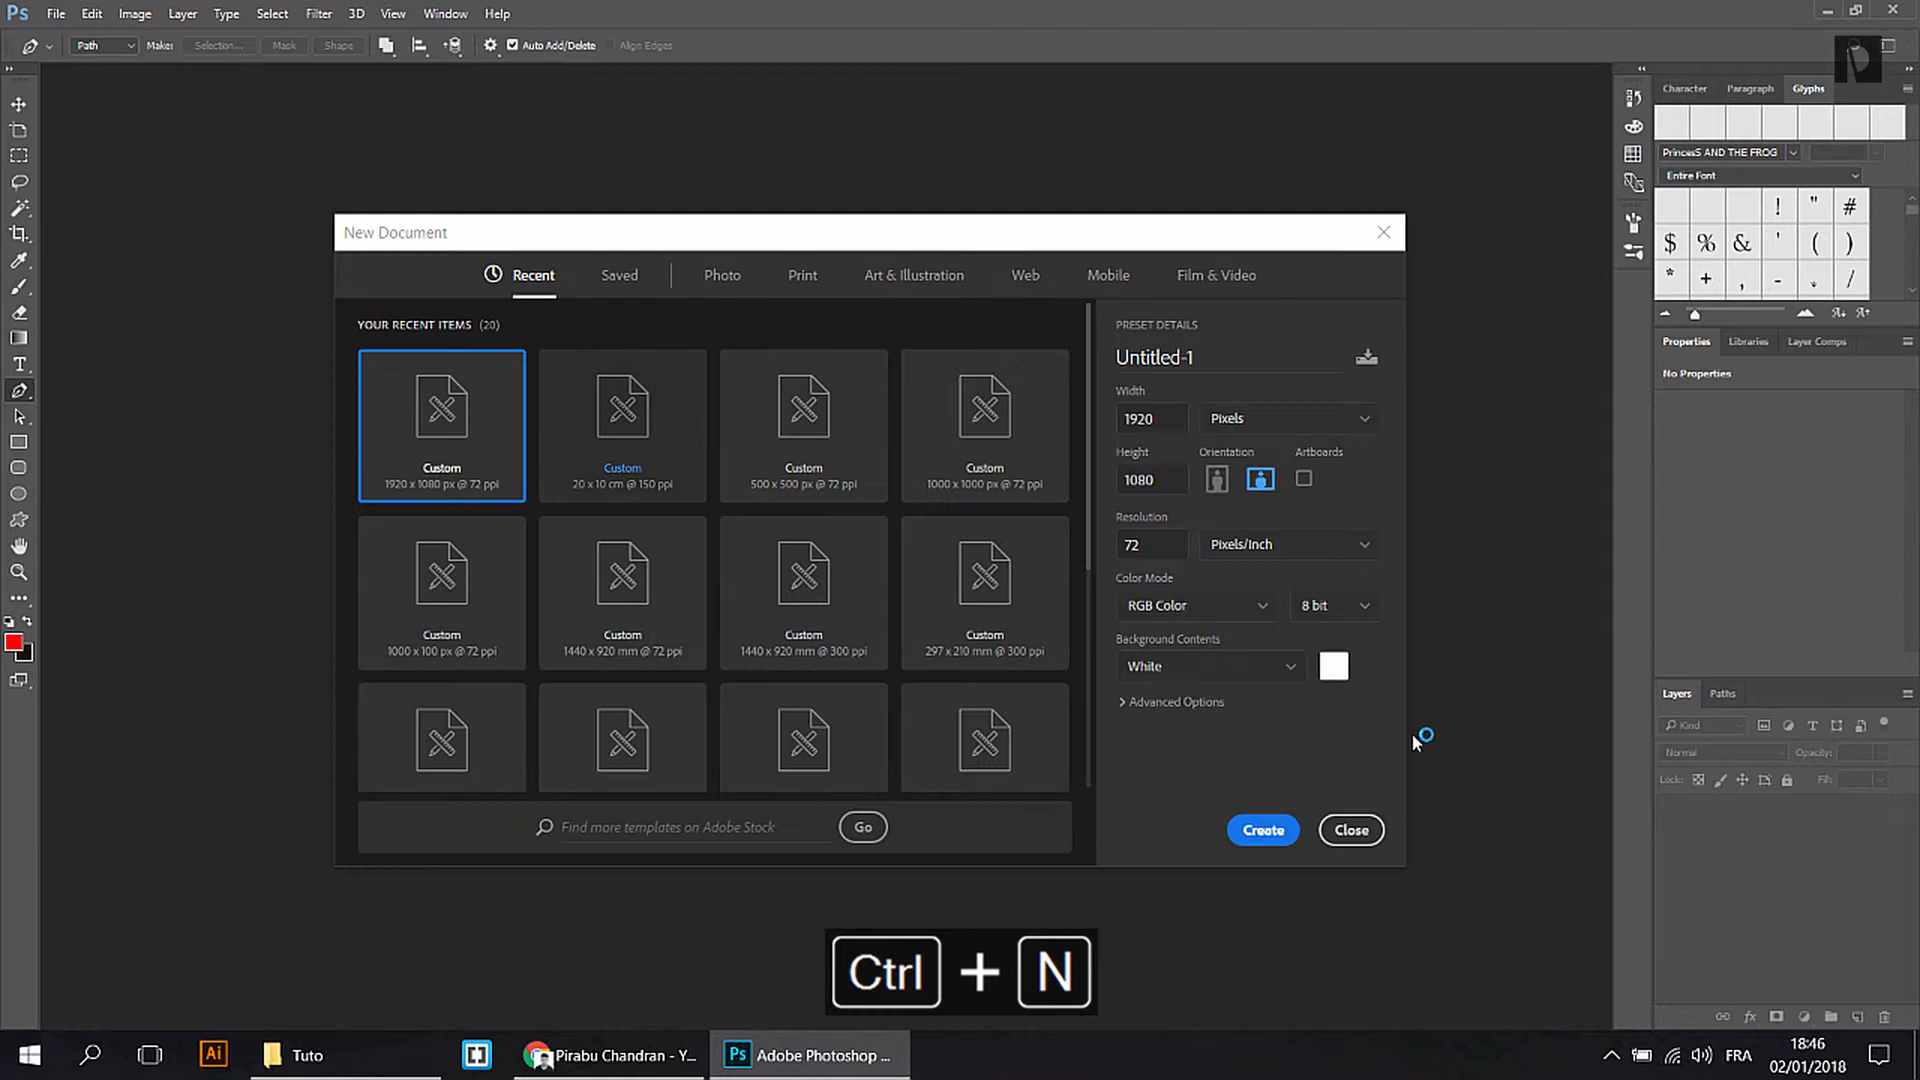 Ps File Edit Image Layer Type Select Filter 3D View Window Help
Path Make: Selection... Mask Shape Auto Add/Delete Align Edges
Character Paragraph Glyphs
PrincesS AND THE FROG
Entire Font
! " #
$ % & ' ( )
* + , - . /
Properties Libraries Layer Comps
No Properties
New Document
Recent Saved Photo Print Art & Illustration Web Mobile Film & Video
YOUR RECENT ITEMS (20)
Custom
1920 x 1080 px @ 72 ppi
Custom
20 x 10 cm @ 150 ppi
Custom
500 x 500 px @ 72 ppi
Custom
1000 x 1000 px @ 72 ppi
Custom
1000 x 100 px @ 72 ppi
Custom
1440 x 920 mm @ 72 ppi
Custom
1440 x 920 mm @ 300 ppi
Custom
297 x 210 mm @ 300 ppi
Find more templates on Adobe Stock Go
PRESET DETAILS
Untitled-1
Width
1920 Pixels
Height Orientation Artboards
1080
Resolution
72 Pixels/Inch
Color Mode
RGB Color 8 bit
Background Contents
White
Advanced Options
Create Close
Layers Paths
Kind
Normal Opacity:
Lock: Fill:
fx
Ctrl + N
Ai Tuto Pirabu Chandran - Y... Ps Adobe Photoshop ... FRA
18:46
02/01/2018